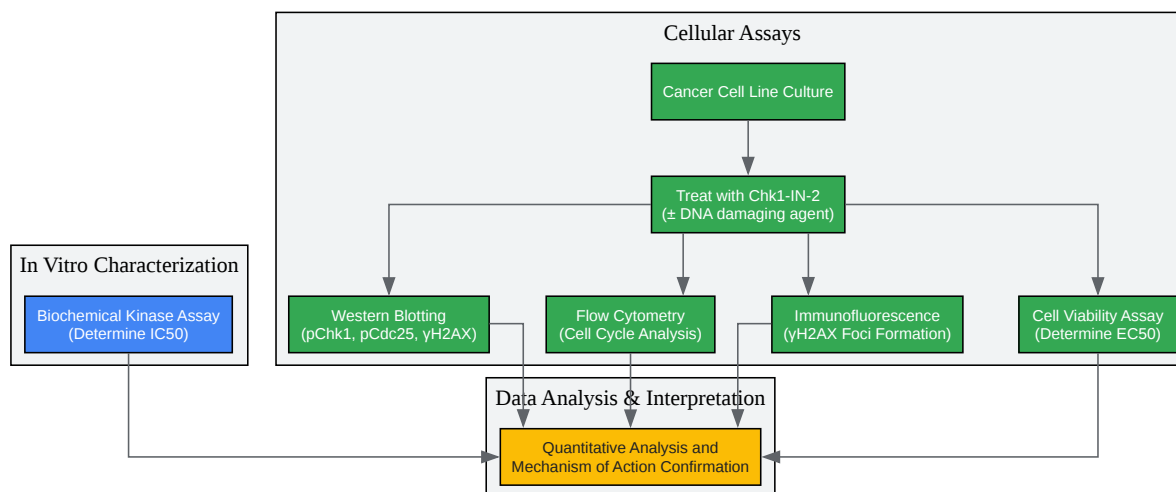 Cellular Assays
Cancer Cell Line Culture
Treat with Chk1-IN-2
(± DNA damaging agent)
In Vitro Characterization
Biochemical Kinase Assay
(Determine IC50)
Western Blotting
(pChk1, pCdc25, γH2AX)
Flow Cytometry
(Cell Cycle Analysis)
Immunofluorescence
(γH2AX Foci Formation)
Cell Viability Assay
(Determine EC50)
Data Analysis & Interpretation
Quantitative Analysis and
Mechanism of Action Confirmation